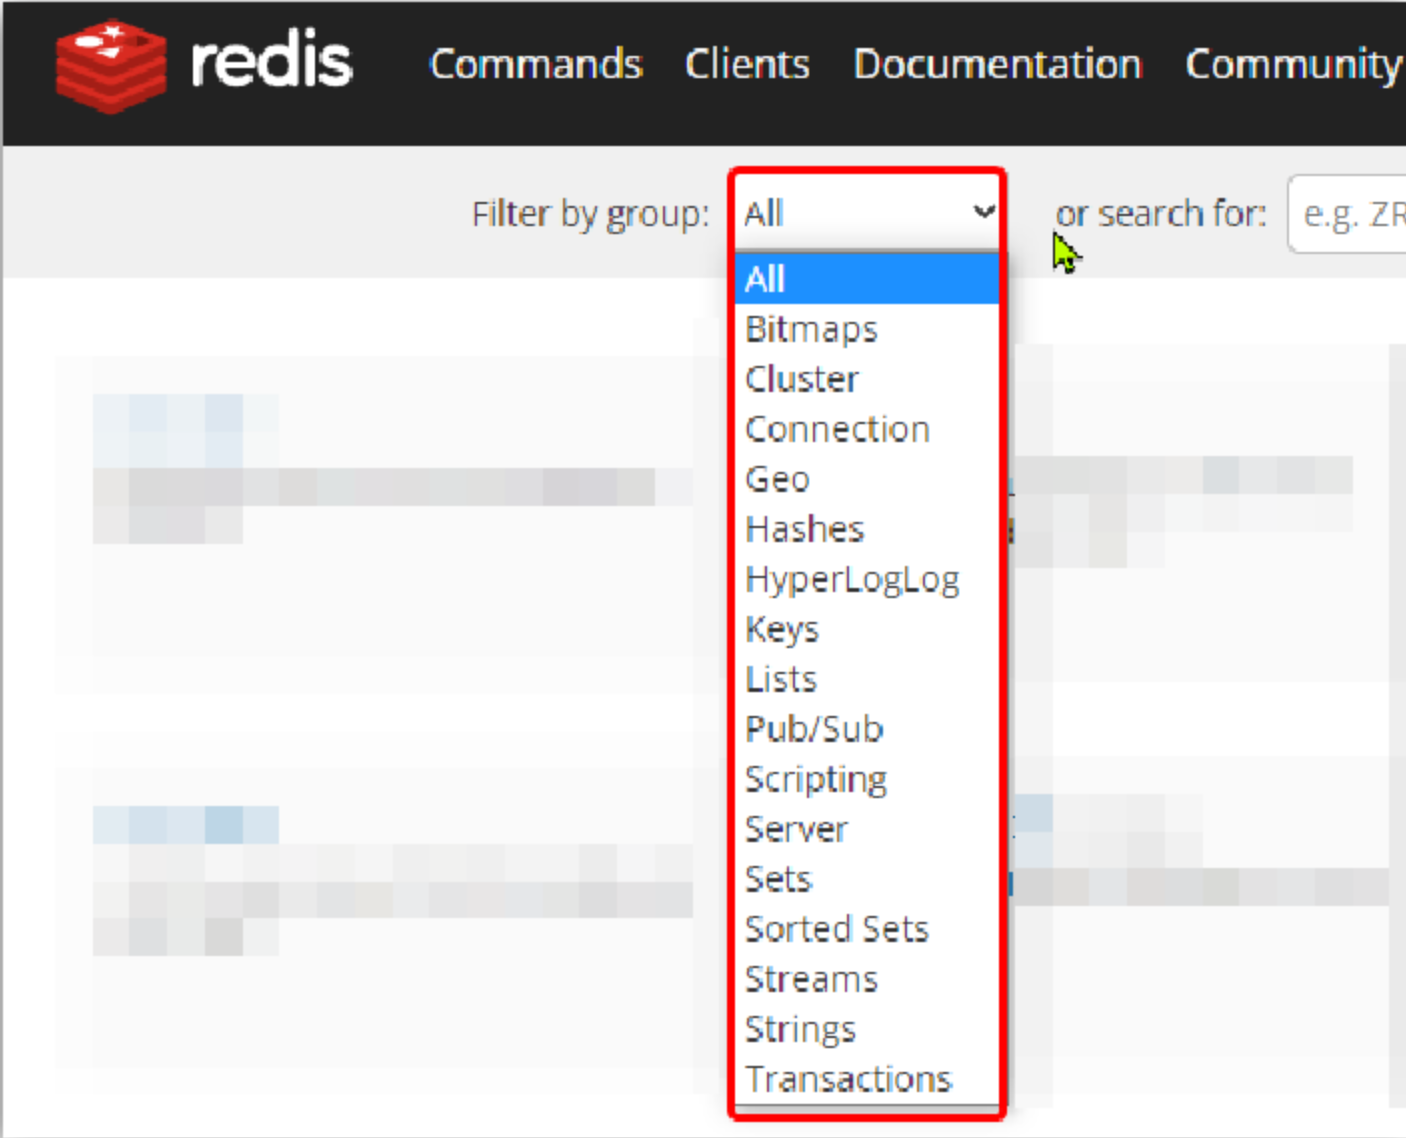 redis Commands Clients Documentation Community
Filter by group: All or search for: e.g. ZR
All
Bitmaps
Cluster
Connection
Geo
Hashes
HyperLogLog
Keys
Lists
Pub/Sub
Scripting
Server
Sets
Sorted Sets
Streams
Strings
Transactions